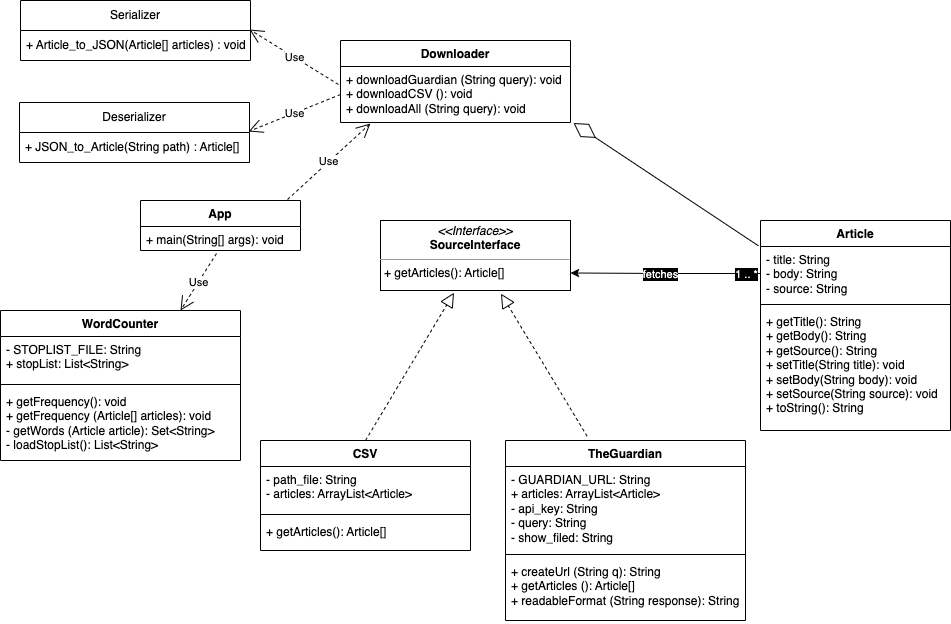 Serializer
+ Article_to_JSON(Article[] articles) : void
Use
Downloader
+ downloadGuardian (String query): void
+ downloadCSV (): void
+ downloadAll (String query): void
Deserializer
+ JSON_to_Article(String path) : Article[]
Use
Use
App
+ main(String[] args): void
Use
<<Interface>>
SourceInterface
+ getArticles(): Article[]
fetches
1 .. *
Article
- title: String
- body: String
- source: String
+ getTitle(): String
+ getBody(): String
+ getSource(): String
+ setTitle(String title): void
+ setBody(String body): void
+ setSource(String source): void
+ toString(): String
WordCounter
- STOPLIST_FILE: String
+ stopList: List<String>
+ getFrequency(): void
+ getFrequency (Article[] articles): void
- getWords (Article article): Set<String>
- loadStopList(): List<String>
CSV
- path_file: String
- articles: ArrayList<Article>
+ getArticles(): Article[]
TheGuardian
- GUARDIAN_URL: String
+ articles: ArrayList<Article>
- api_key: String
- query: String
- show_filed: String
+ createUrl (String q): String
+ getArticles (): Article[]
+ readableFormat (String response): String